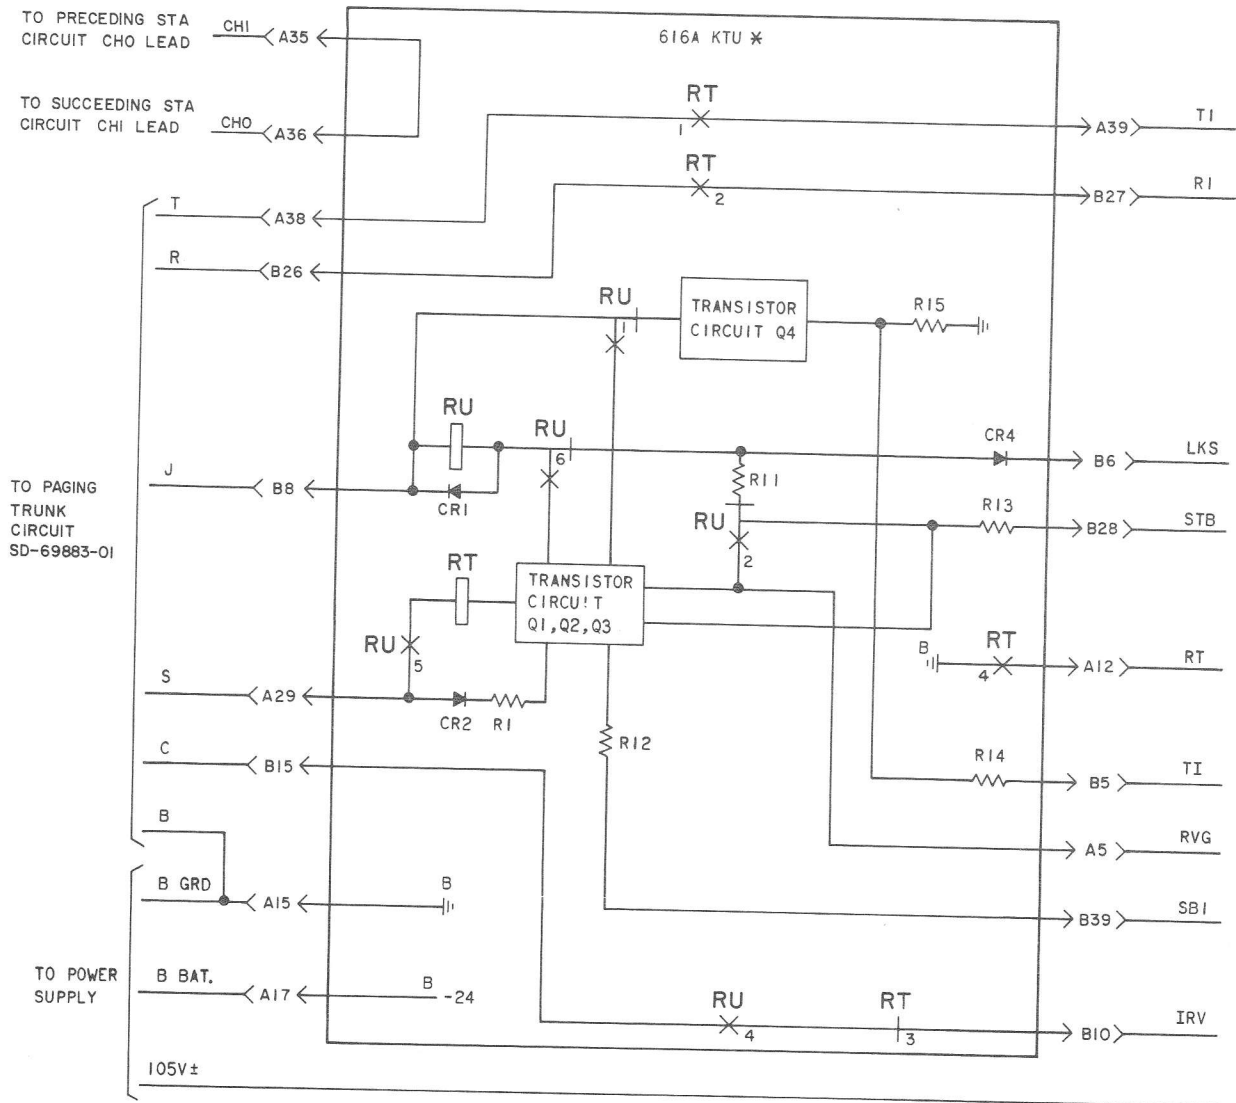 TO PRECEDING STA
CIRCUIT CHO LEAD
CHI
A35
616A KTU *
TO SUCCEEDING STA
CIRCUIT CHI LEAD
CHO
A36
RT
1
A39
T1
RT
2
B27
R1
T
A38
R
B26
RU
1
TRANSISTOR
CIRCUIT Q4
R15
RU
RU
6
CR4
B6
LKS
J
B8
CR1
R11
R13
B28
STB
TO PAGING
TRUNK
CIRCUIT
SD-69883-01
RU
2
RT
TRANSISTOR
CIRCUIT
Q1,Q2,Q3
RU
5
B
RT
4
A12
RT
S
A29
CR2
R1
R12
C
B15
R14
B5
TI
B
A5
RVG
B GRD
A15
B
B39
SB1
TO POWER
SUPPLY
B BAT.
A17
B
-24
RU
4
RT
3
B10
IRV
105V±